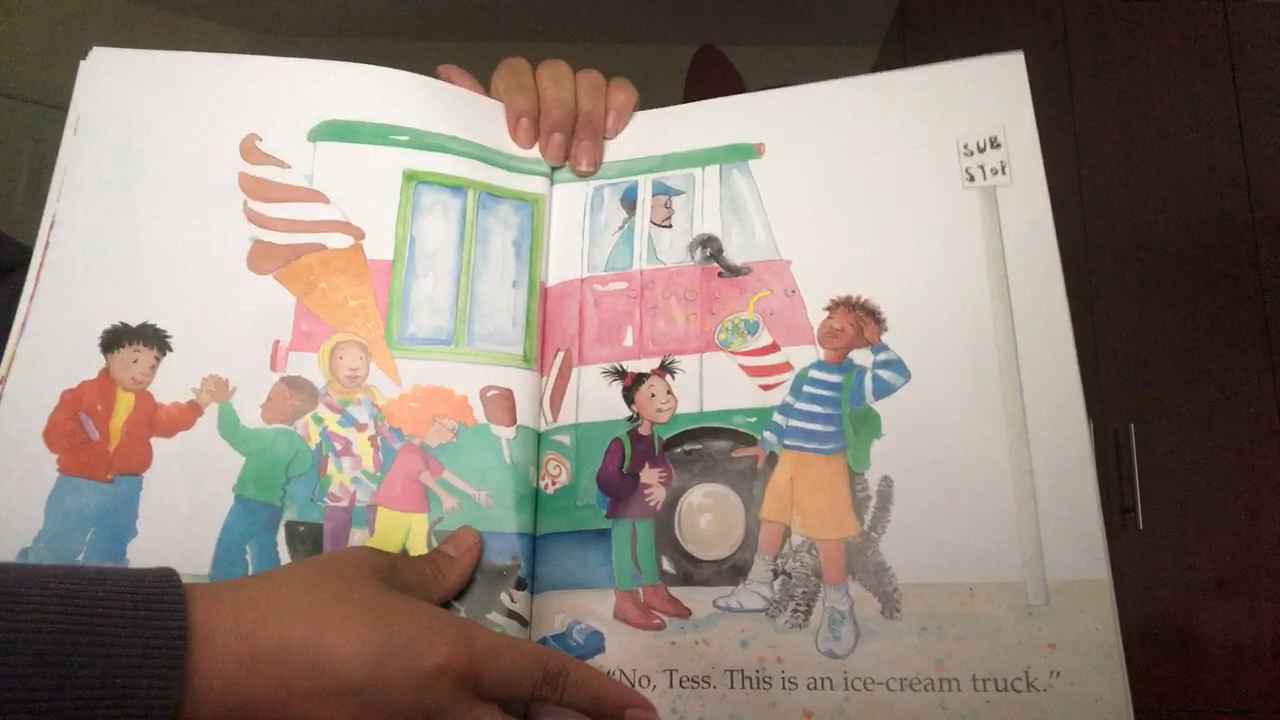 SUB
STOP
"No, Tess. This is an ice-cream truck."